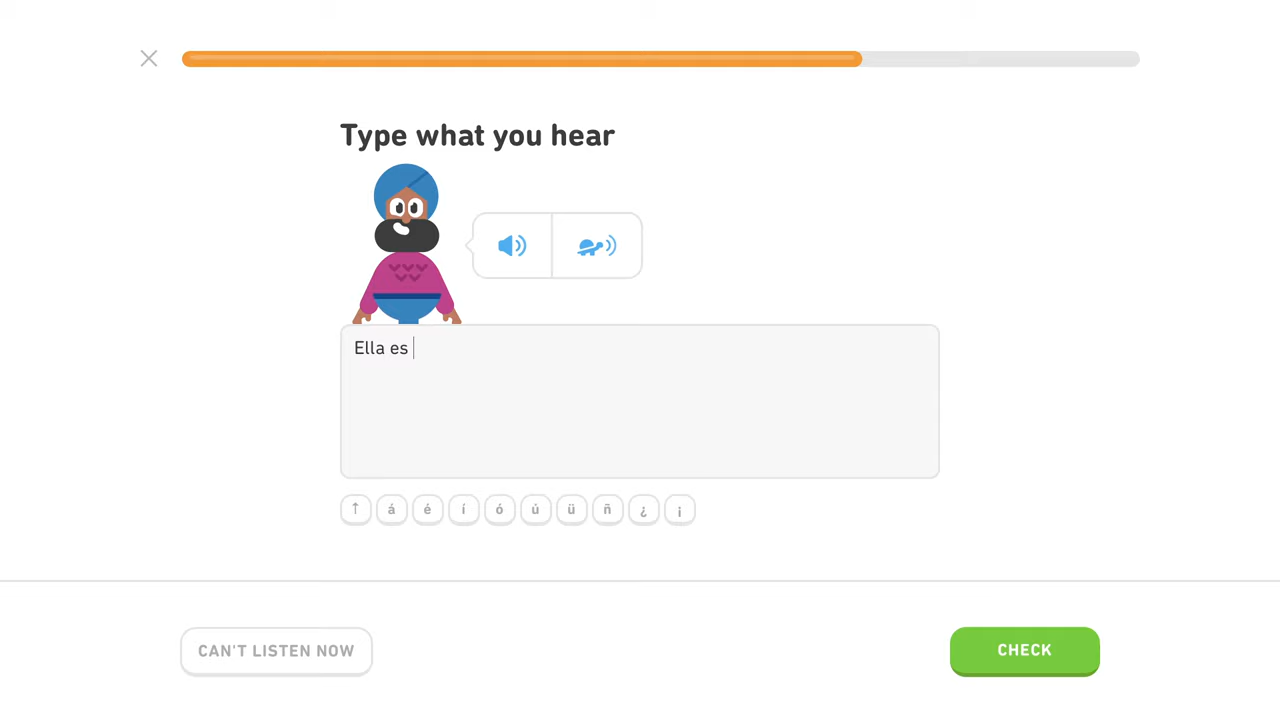 Type what you hear
Ella es
↑ á é í ó ú ü ñ ¿ ¡
CAN'T LISTEN NOW
CHECK